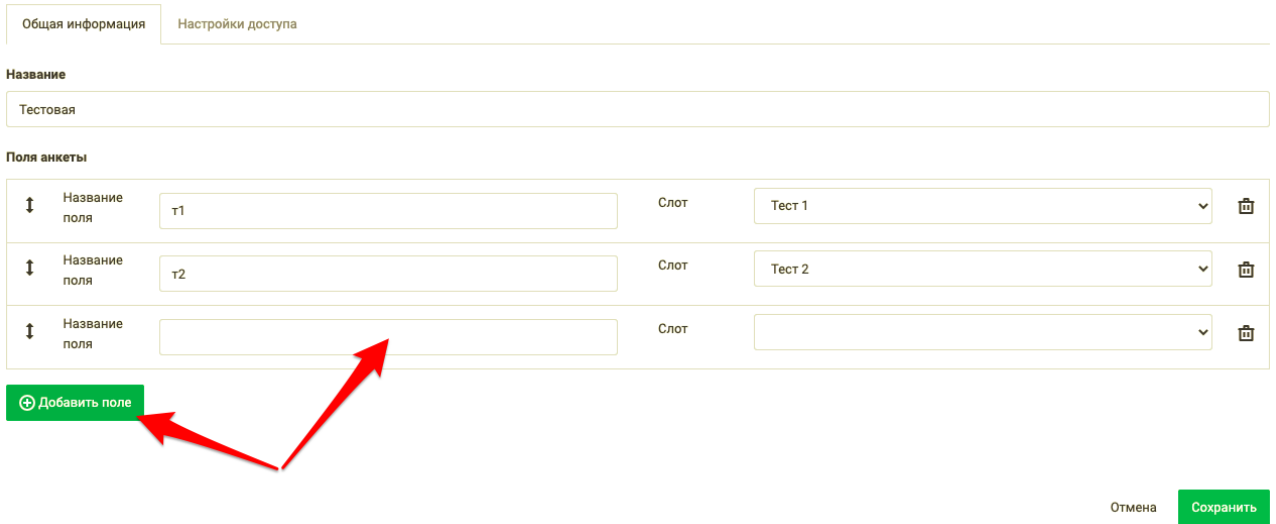 Общая информация
Настройки доступа
Название
Тестовая
Поля анкеты
Название
поля
т1
Слот
Тест 1
Название
поля
т2
Слот
Тест 2
Название
поля
Слот
Добавить поле
Отмена
Сохранить